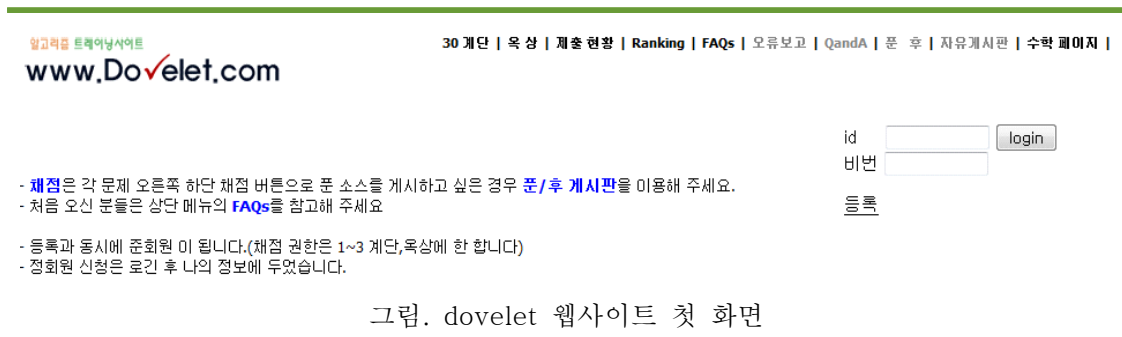 알고리즘 트레이닝사이트
www.Dovelet.com
30 계단 | 옥 상 | 제출 현황 | Ranking | FAQs | 오류보고 | QandA | 푼 후 | 자유게시판 | 수학 페이지 |
id login
비번
등록
- 채점은 각 문제 오른쪽 하단 채점 버튼으로 푼 소스를 게시하고 싶은 경우 푼/후 게시판을 이용해 주세요.
- 처음 오신 분들은 상단 메뉴의 FAQs를 참고해 주세요
- 등록과 동시에 준회원 이 됩니다.(채점 권한은 1~3 계단,옥상에 한 합니다)
- 정회원 신청은 로긴 후 나의 정보에 두었습니다.
그림. dovelet 웹사이트 첫 화면